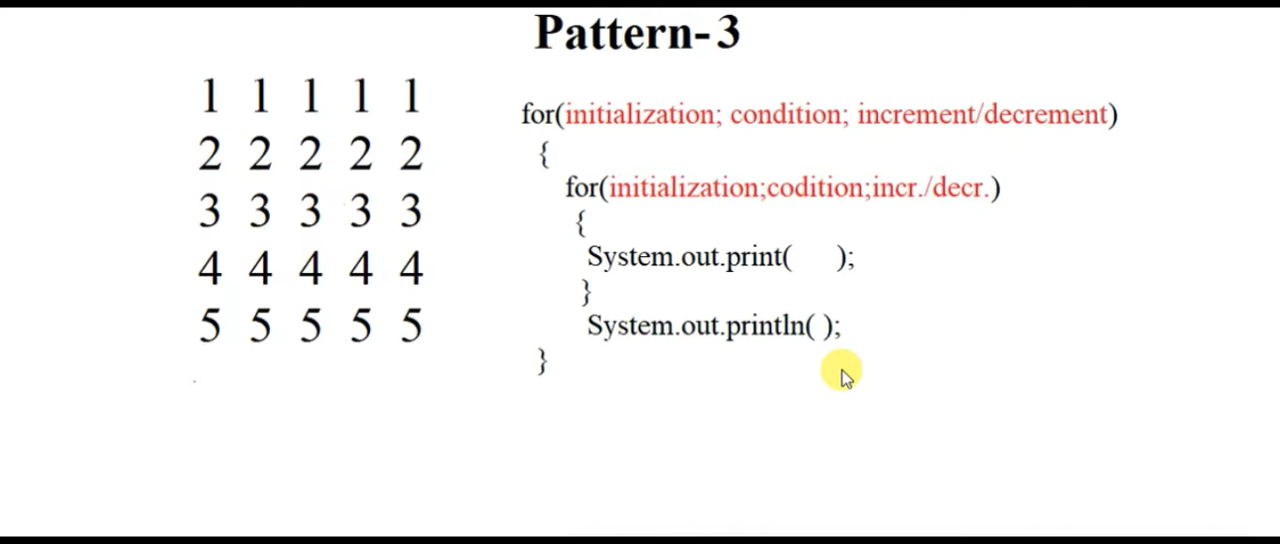 Pattern-3
1 1 1 1 1
2 2 2 2 2
3 3 3 3 3
4 4 4 4 4
5 5 5 5 5
for(initialization; condition; increment/decrement)
{
for(initialization;codition;incr./decr.)
{
System.out.print( );
}
System.out.println( );
}